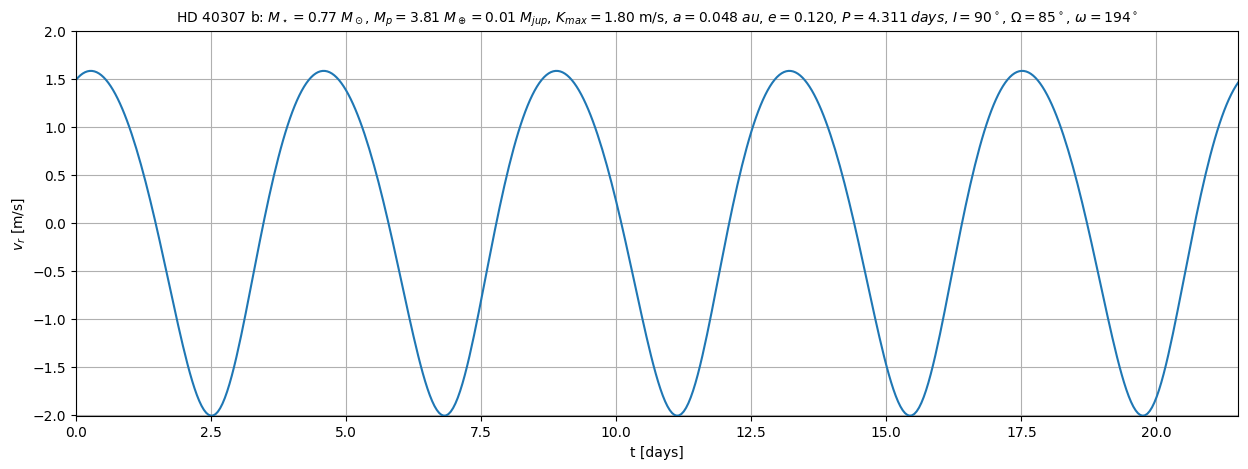 HD 40307 b: M⋆ = 0.77 M⊙, Mp = 3.81 M⊕ = 0.01 Mjup, Kmax = 1.80 m/s, a = 0.048 au, e = 0.120, P = 4.311 days, I = 90°, Ω = 85°, ω = 194°
2.0
1.5
1.0
0.5
0.0
−0.5
−1.0
−1.5
−2.0
vr [m/s]
0.0 2.5 5.0 7.5 10.0 12.5 15.0 17.5 20.0
t [days]